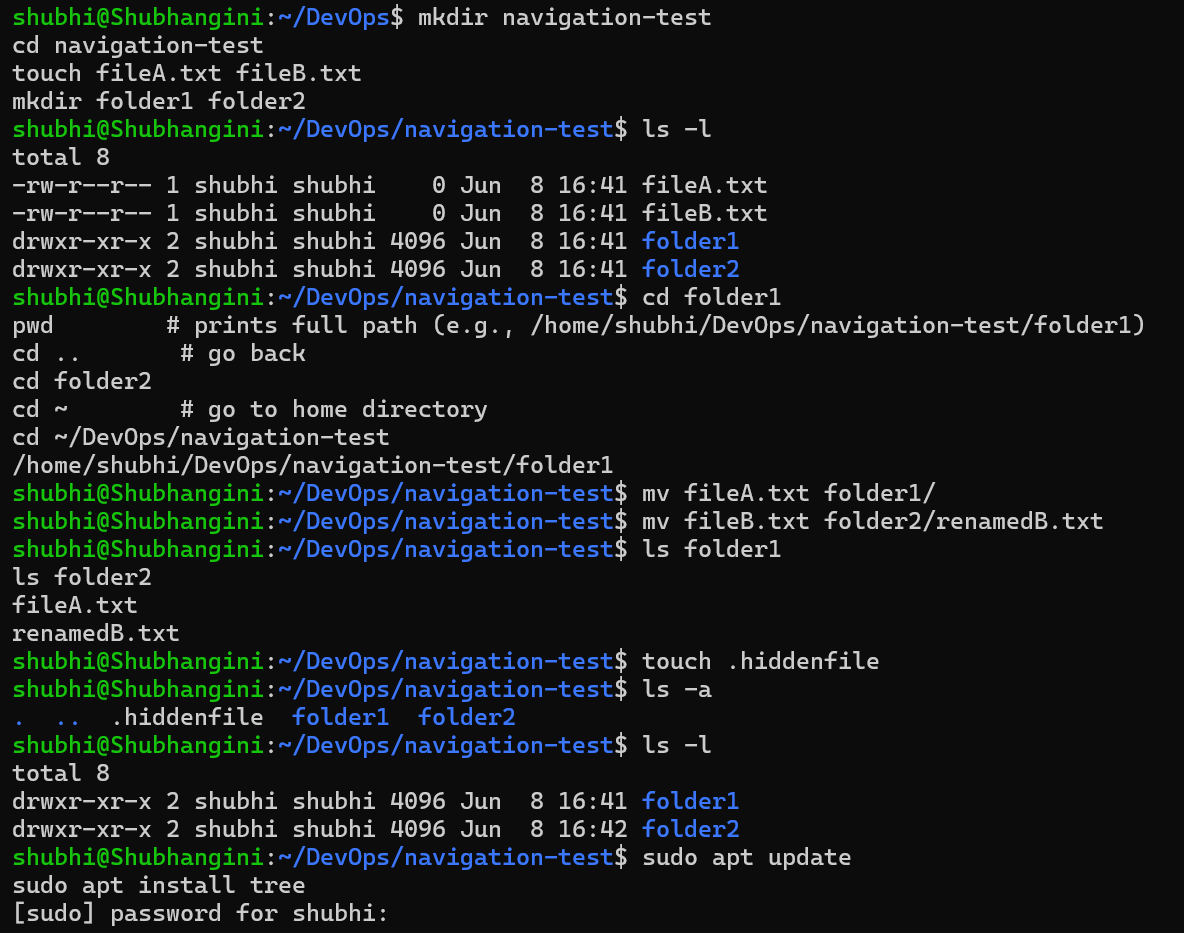 shubhi@Shubhangini:~/DevOps$ mkdir navigation-test
cd navigation-test
touch fileA.txt fileB.txt
mkdir folder1 folder2
shubhi@Shubhangini:~/DevOps/navigation-test$ ls -l
total 8
-rw-r--r-- 1 shubhi shubhi    0 Jun  8 16:41 fileA.txt
-rw-r--r-- 1 shubhi shubhi    0 Jun  8 16:41 fileB.txt
drwxr-xr-x 2 shubhi shubhi 4096 Jun  8 16:41 folder1
drwxr-xr-x 2 shubhi shubhi 4096 Jun  8 16:41 folder2
shubhi@Shubhangini:~/DevOps/navigation-test$ cd folder1
pwd        # prints full path (e.g., /home/shubhi/DevOps/navigation-test/folder1)
cd ..       # go back
cd folder2
cd ~        # go to home directory
cd ~/DevOps/navigation-test
/home/shubhi/DevOps/navigation-test/folder1
shubhi@Shubhangini:~/DevOps/navigation-test$ mv fileA.txt folder1/
shubhi@Shubhangini:~/DevOps/navigation-test$ mv fileB.txt folder2/renamedB.txt
shubhi@Shubhangini:~/DevOps/navigation-test$ ls folder1
ls folder2
fileA.txt
renamedB.txt
shubhi@Shubhangini:~/DevOps/navigation-test$ touch .hiddenfile
shubhi@Shubhangini:~/DevOps/navigation-test$ ls -a
.  ..  .hiddenfile  folder1  folder2
shubhi@Shubhangini:~/DevOps/navigation-test$ ls -l
total 8
drwxr-xr-x 2 shubhi shubhi 4096 Jun  8 16:41 folder1
drwxr-xr-x 2 shubhi shubhi 4096 Jun  8 16:42 folder2
shubhi@Shubhangini:~/DevOps/navigation-test$ sudo apt update
sudo apt install tree
[sudo] password for shubhi: